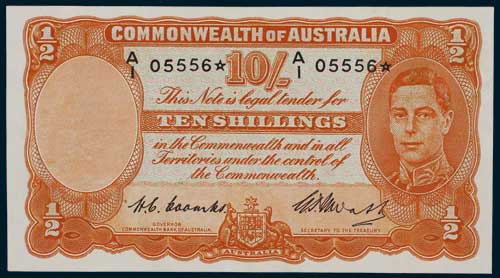 COMMONWEALTH OF AUSTRALIA
1/2 1/2
A/1 05556☆ A/1 05556☆
10/-
This Note is legal tender for
TEN SHILLINGS
in the Commonwealth and in all
Territories under the control of
the Commonwealth.
H.C. Coombs
GOVERNOR
COMMONWEALTH BANK OF AUSTRALIA.
SECRETARY TO THE TREASURY
1/2 1/2
AUSTRALIA